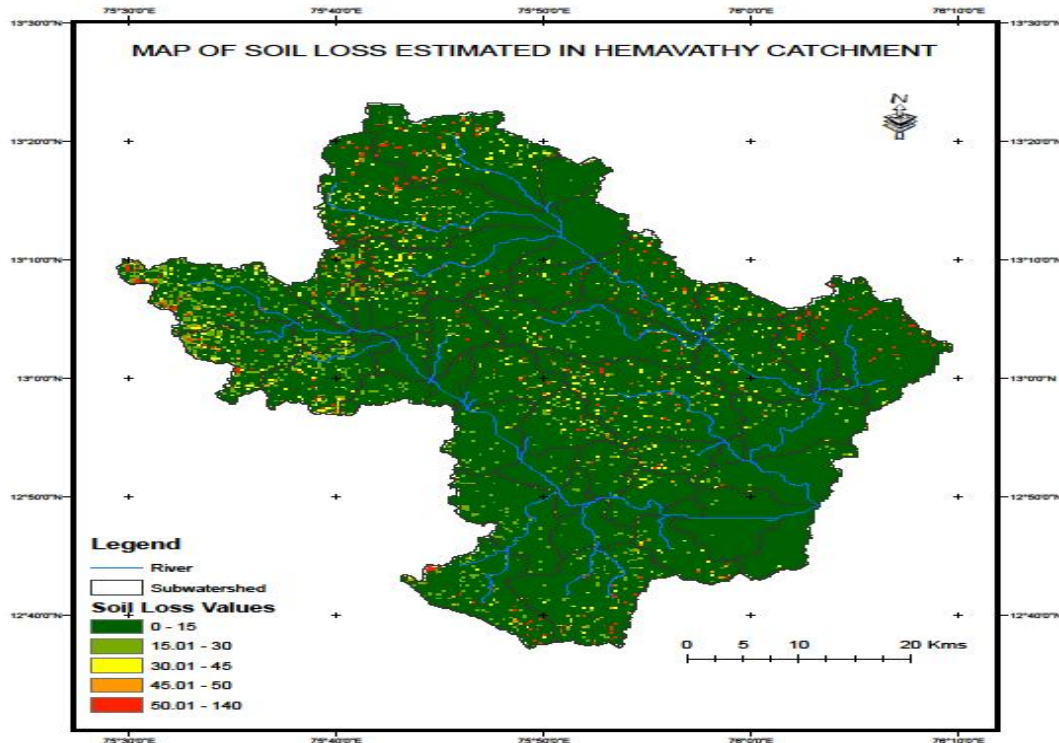 75°30'0"E 75°40'0"E 75°50'0"E 76°0'0"E 76°10'0"E
13°30'0"N 13°30'0"N
MAP OF SOIL LOSS ESTIMATED IN HEMAVATHY CATCHMENT
N
13°20'0"N 13°20'0"N
13°10'0"N 13°10'0"N
13°0'0"N 13°0'0"N
12°50'0"N 12°50'0"N
Legend
River
Subwatershed
Soil Loss Values
0 - 15
15.01 - 30
30.01 - 45
45.01 - 50
50.01 - 140
12°40'0"N 12°40'0"N
0 5 10 20 Kms
75°30'0"E 75°40'0"E 75°50'0"E 76°0'0"E 76°10'0"E